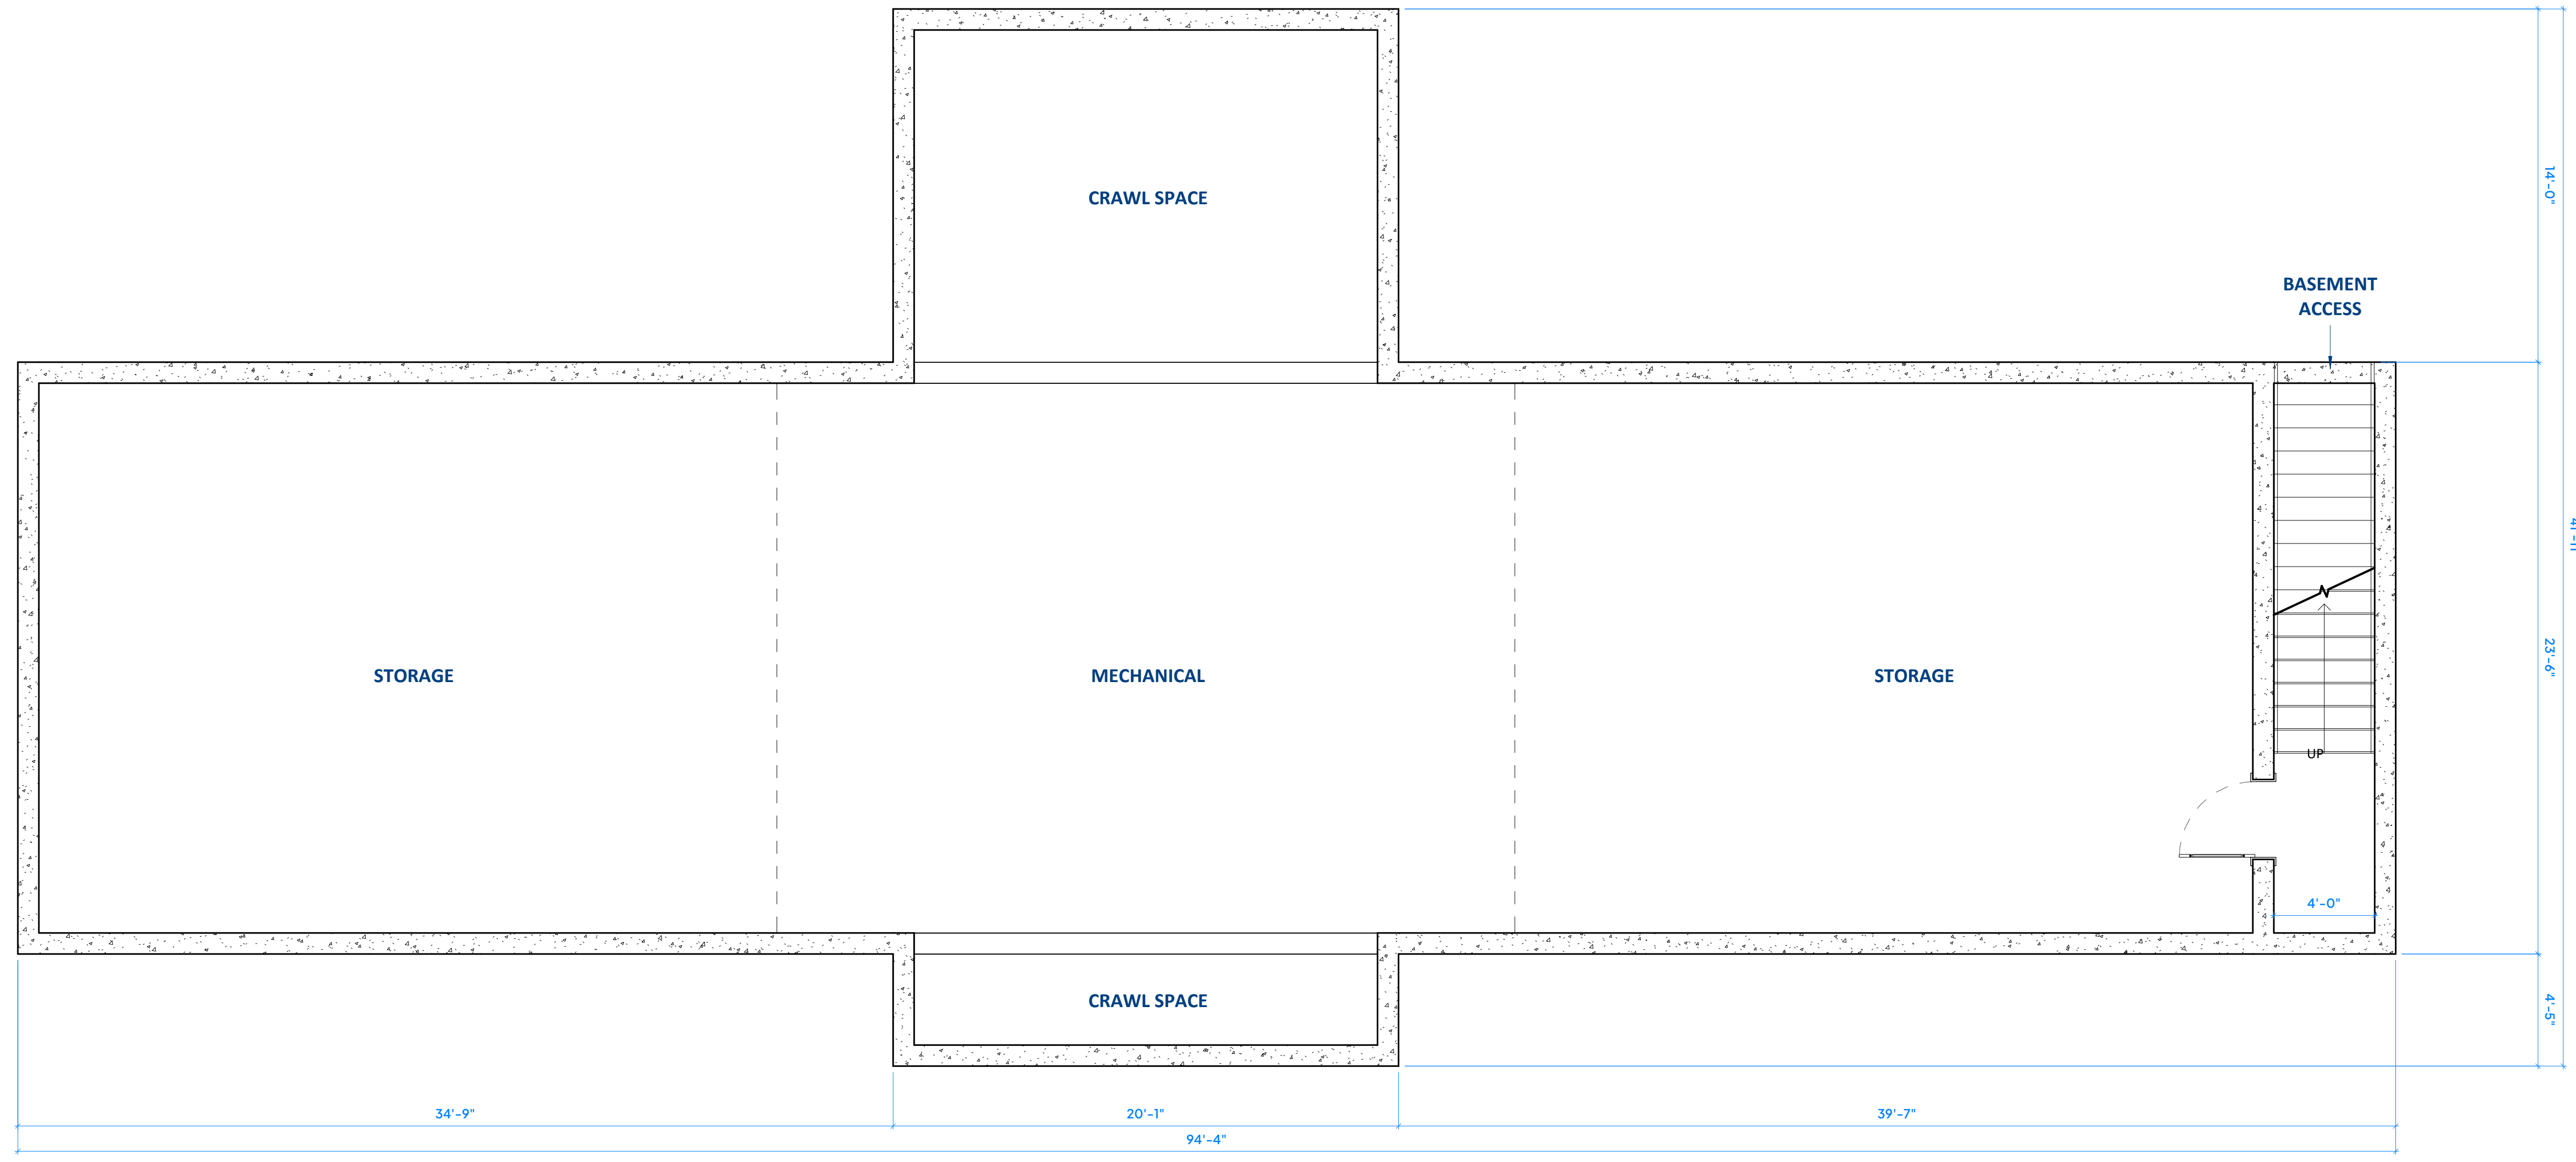 CRAWL SPACE
14'-0"
BASEMENT
ACCESS
STORAGE
MECHANICAL
STORAGE
23'-6"
UP
4'-0"
CRAWL SPACE
4'-5"
34'-9"
20'-1"
39'-7"
94'-4"